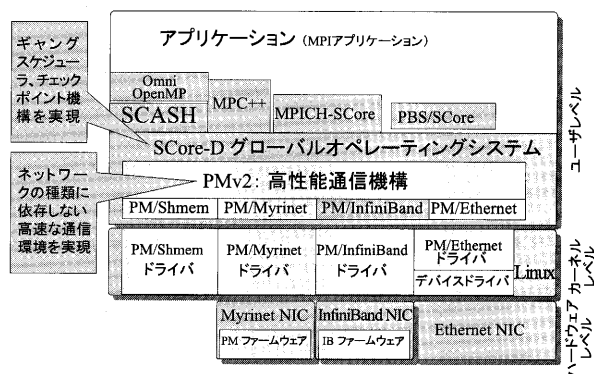 ギャング
スケジュー
ラ、チェック
ポイント機
構を実現
ネットワー
クの種類に
依存しない
高速な通信
環境を実現
アプリケーション（MPIアプリケーション）
Omni
OpenMP
SCASH
MPC++
MPICH-SCore
PBS/SCore
SCore-D グローバルオペレーティングシステム
PMv2: 高性能通信機構
PM/Shmem
PM/Myrinet
PM/InfiniBand
PM/Ethernet
ユーザレベル
PM/Shmem
ドライバ
PM/Myrinet
ドライバ
PM/InfiniBand
ドライバ
PM/Ethernet
ドライバ
デバイスドライバ
Linux
カーネル
レベル
Myrinet NIC
PM ファームウェア
InfiniBand NIC
IB ファームウェア
Ethernet NIC
ハードウェア
レベル